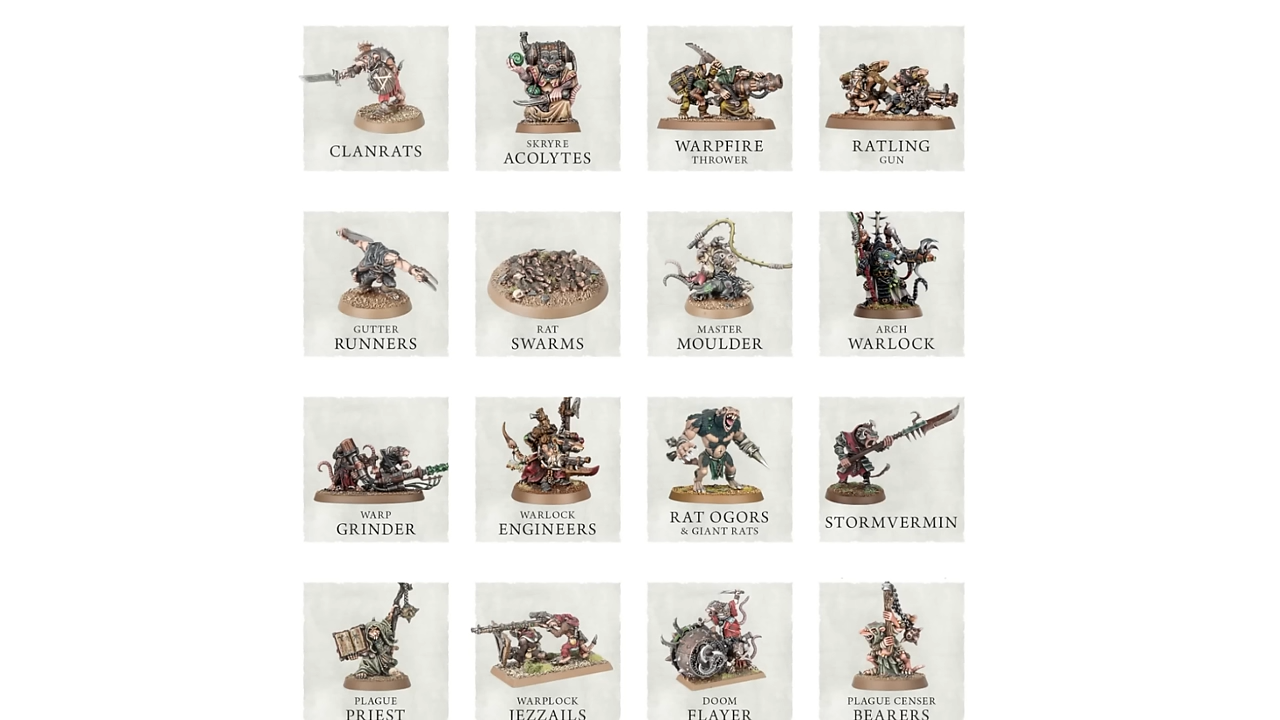 CLANRATS
SKRYRE
ACOLYTES
WARPFIRE
THROWER
RATLING
GUN
GUTTER
RUNNERS
RAT
SWARMS
MASTER
MOULDER
ARCH
WARLOCK
WARP
GRINDER
WARLOCK
ENGINEERS
RAT OGORS
& GIANT RATS
STORMVERMIN
PLAGUE
PRIEST
WARPLOCK
JEZZAILS
DOOM
FLAYER
PLAGUE CENSER
BEARERS